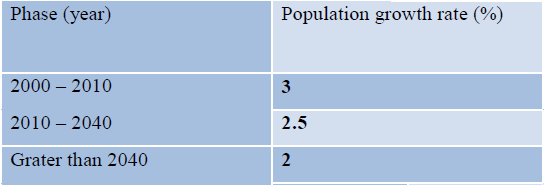 Phase (year) Population growth rate (%)
2000 – 2010 3
2010 – 2040 2.5
Grater than 2040 2